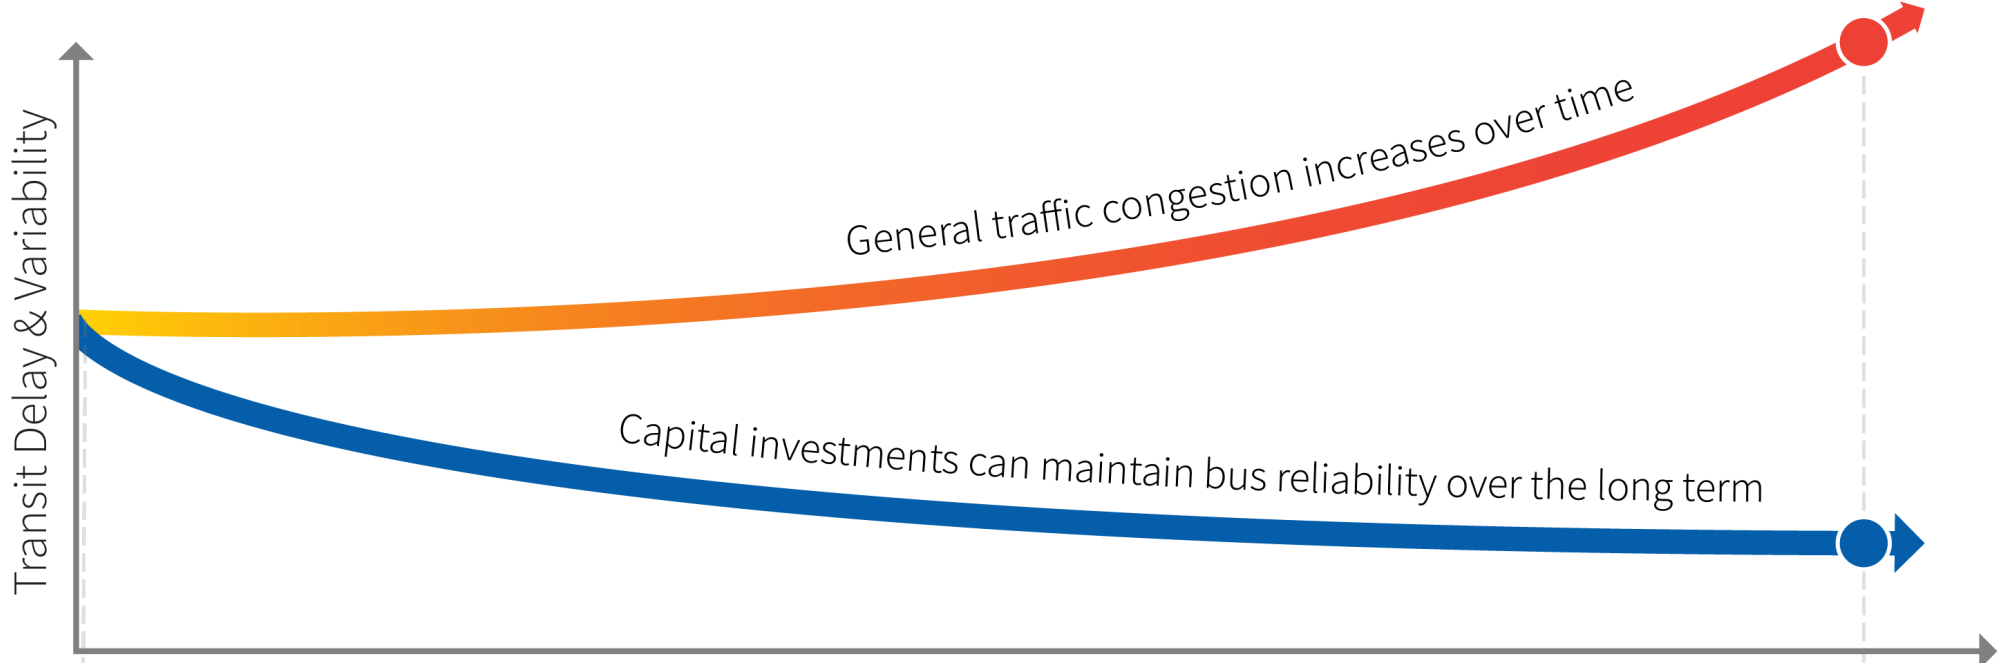 Transit Delay & Variability
General traffic congestion increases over time
Capital investments can maintain bus reliability over the long term